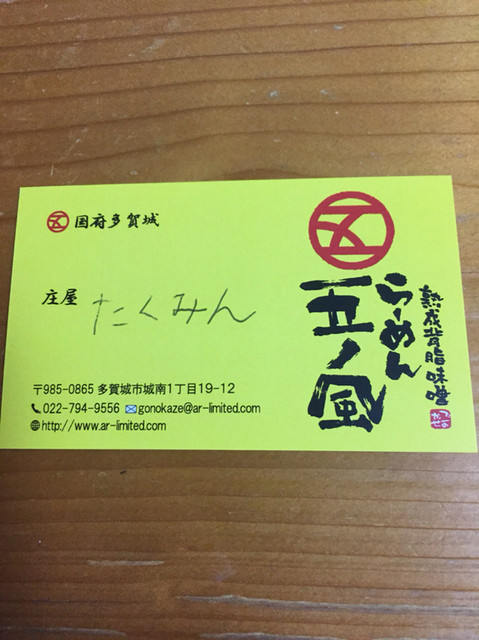 五 国府多賀城
庄屋 たくみん
〒985-0865 多賀城市城南1丁目19-12
022-794-9556 gonokaze@ar-limited.com
http://www.ar-limited.com
五
熟成背脂味噌
らーめん
五ノ風